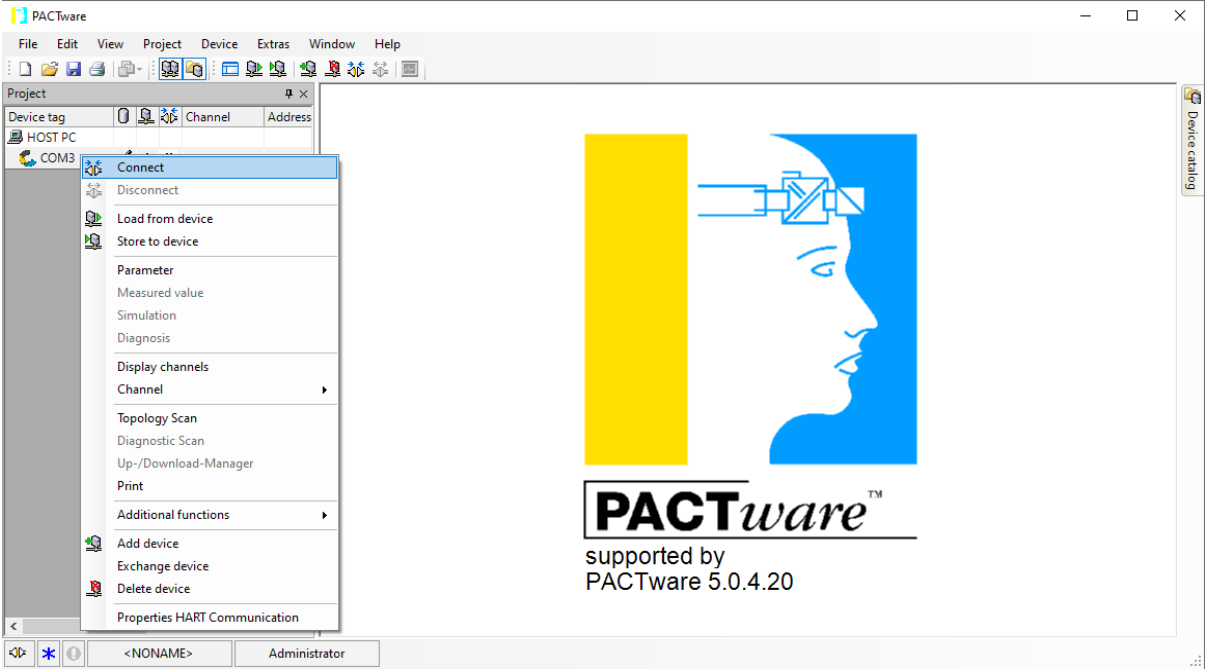 PACTware
File Edit View Project Device Extras Window Help
Project
Device tag Channel Address
HOST PC
COM3
Connect
Disconnect
Load from device
Store to device
Parameter
Measured value
Simulation
Diagnosis
Display channels
Channel
Topology Scan
Diagnostic Scan
Up-/Download-Manager
Print
Additional functions
Add device
Exchange device
Delete device
Properties HART Communication
PACTware™
supported by
PACTware 5.0.4.20
Device catalog
<NONAME> Administrator